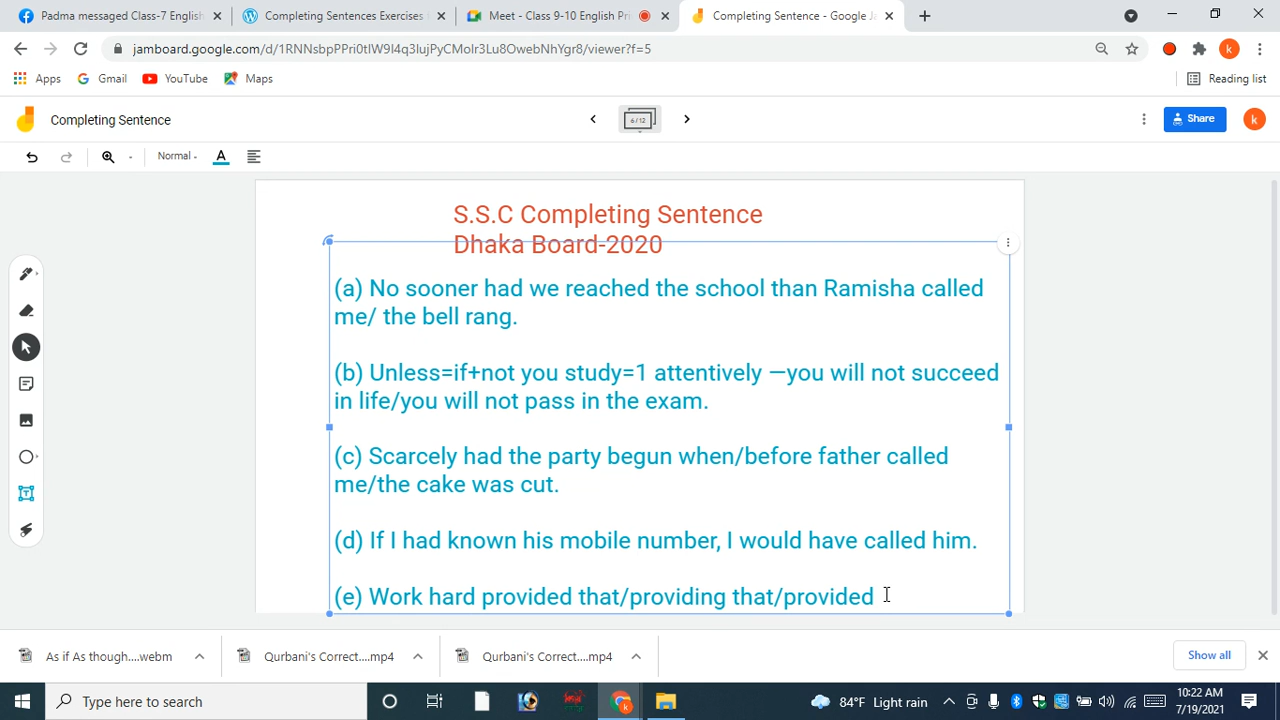 Padma messaged Class-7 English
Completing Sentences Exercises
Meet - Class 9-10 English Pri
Completing Sentence - Google Ja
jamboard.google.com/d/1RNNsbpPPri0tlW9l4q3lujPyCMolr3Lu8OwebNhYgr8/viewer?f=5
Apps Gmail YouTube Maps Reading list
Completing Sentence 6/12 Share k
Normal
S.S.C Completing Sentence
Dhaka Board-2020
(a) No sooner had we reached the school than Ramisha called
me/ the bell rang.
(b) Unless=if+not you study=1 attentively —you will not succeed
in life/you will not pass in the exam.
(c) Scarcely had the party begun when/before father called
me/the cake was cut.
(d) If I had known his mobile number, I would have called him.
(e) Work hard provided that/providing that/provided
As if As though....webm Qurbani's Correct....mp4 Qurbani's Correct....mp4 Show all
Type here to search 84°F Light rain 10:22 AM
7/19/2021